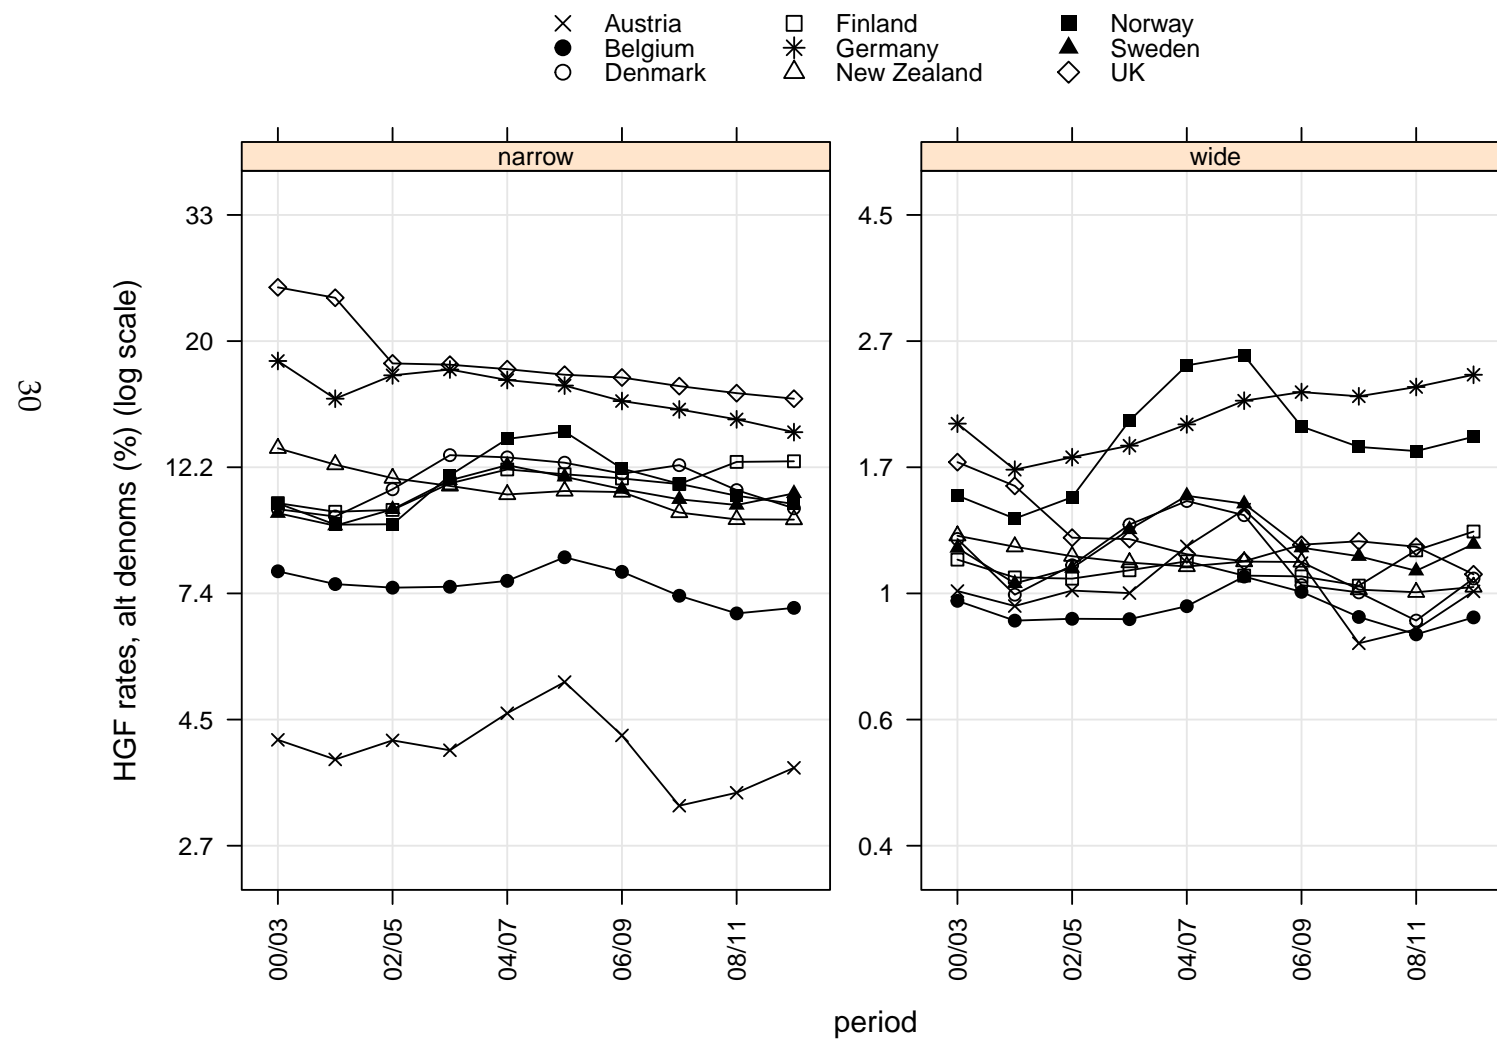 Austria Finland Norway
Belgium Germany Sweden
Denmark New Zealand UK
narrow wide
33 4.5
20 2.7
12.2 1.7
7.4 1
4.5 0.6
2.7 0.4
HGF rates, alt denoms (%) (log scale)
30
00/03 02/05 04/07 06/09 08/11 00/03 02/05 04/07 06/09 08/11
period